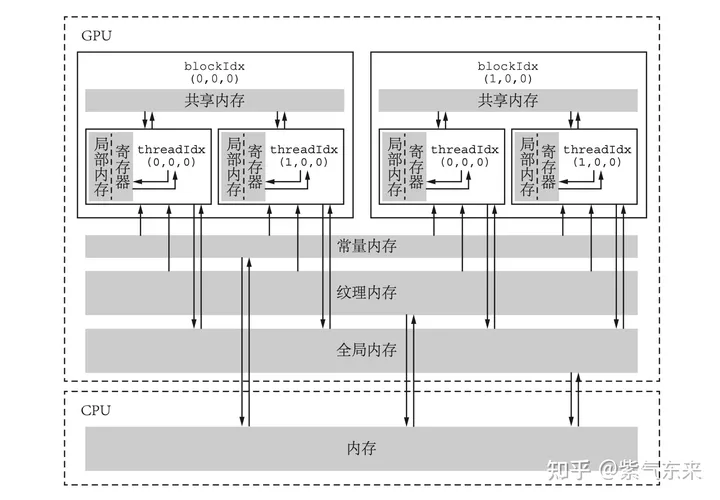 GPU
blockIdx
(0,0,0)
共享内存
局部内存
寄存器
threadIdx
(0,0,0)
局部内存
寄存器
threadIdx
(1,0,0)
blockIdx
(1,0,0)
共享内存
局部内存
寄存器
threadIdx
(0,0,0)
局部内存
寄存器
threadIdx
(1,0,0)
常量内存
纹理内存
全局内存
CPU
内存
知乎 @紫气东来